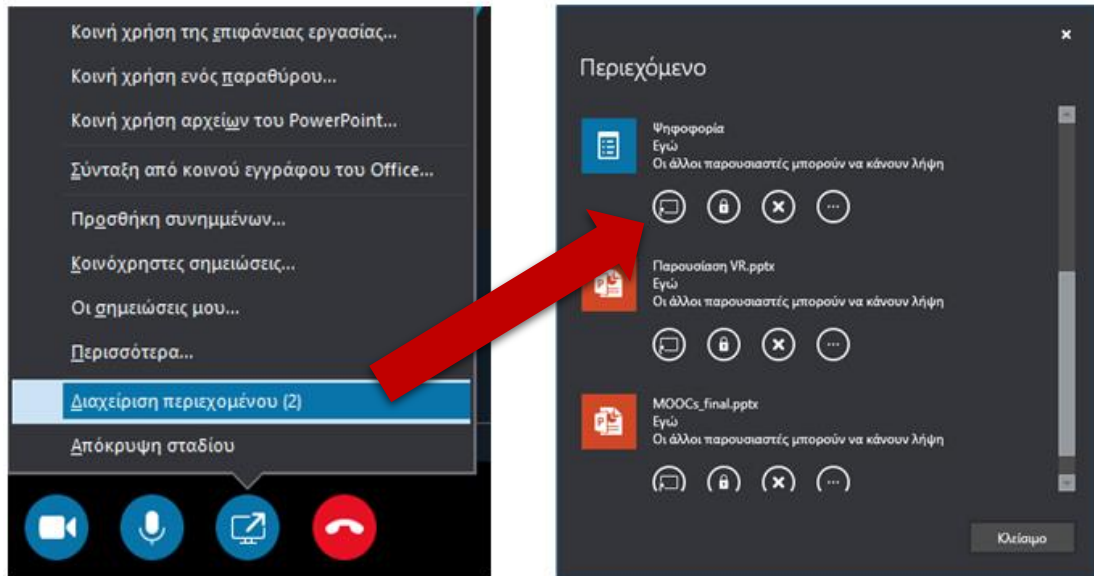 Κοινή χρήση της επιφάνειας εργασίας...
Κοινή χρήση ενός παραθύρου...
Κοινή χρήση αρχείων του PowerPoint...
Σύνταξη από κοινού εγγράφου του Office...
Προσθήκη συνημμένων...
Κοινόχρηστες σημειώσεις...
Οι σημειώσεις μου...
Περισσότερα...
Διαχείριση περιεχομένου (2)
Απόκρυψη σταδίου
Περιεχόμενο
Ψηφοφορία
Εγώ
Οι άλλοι παρουσιαστές μπορούν να κάνουν λήψη
Παρουσίαση VR.pptx
Εγώ
Οι άλλοι παρουσιαστές μπορούν να κάνουν λήψη
MOOCs_final.pptx
Εγώ
Οι άλλοι παρουσιαστές μπορούν να κάνουν λήψη
Κλείσιμο